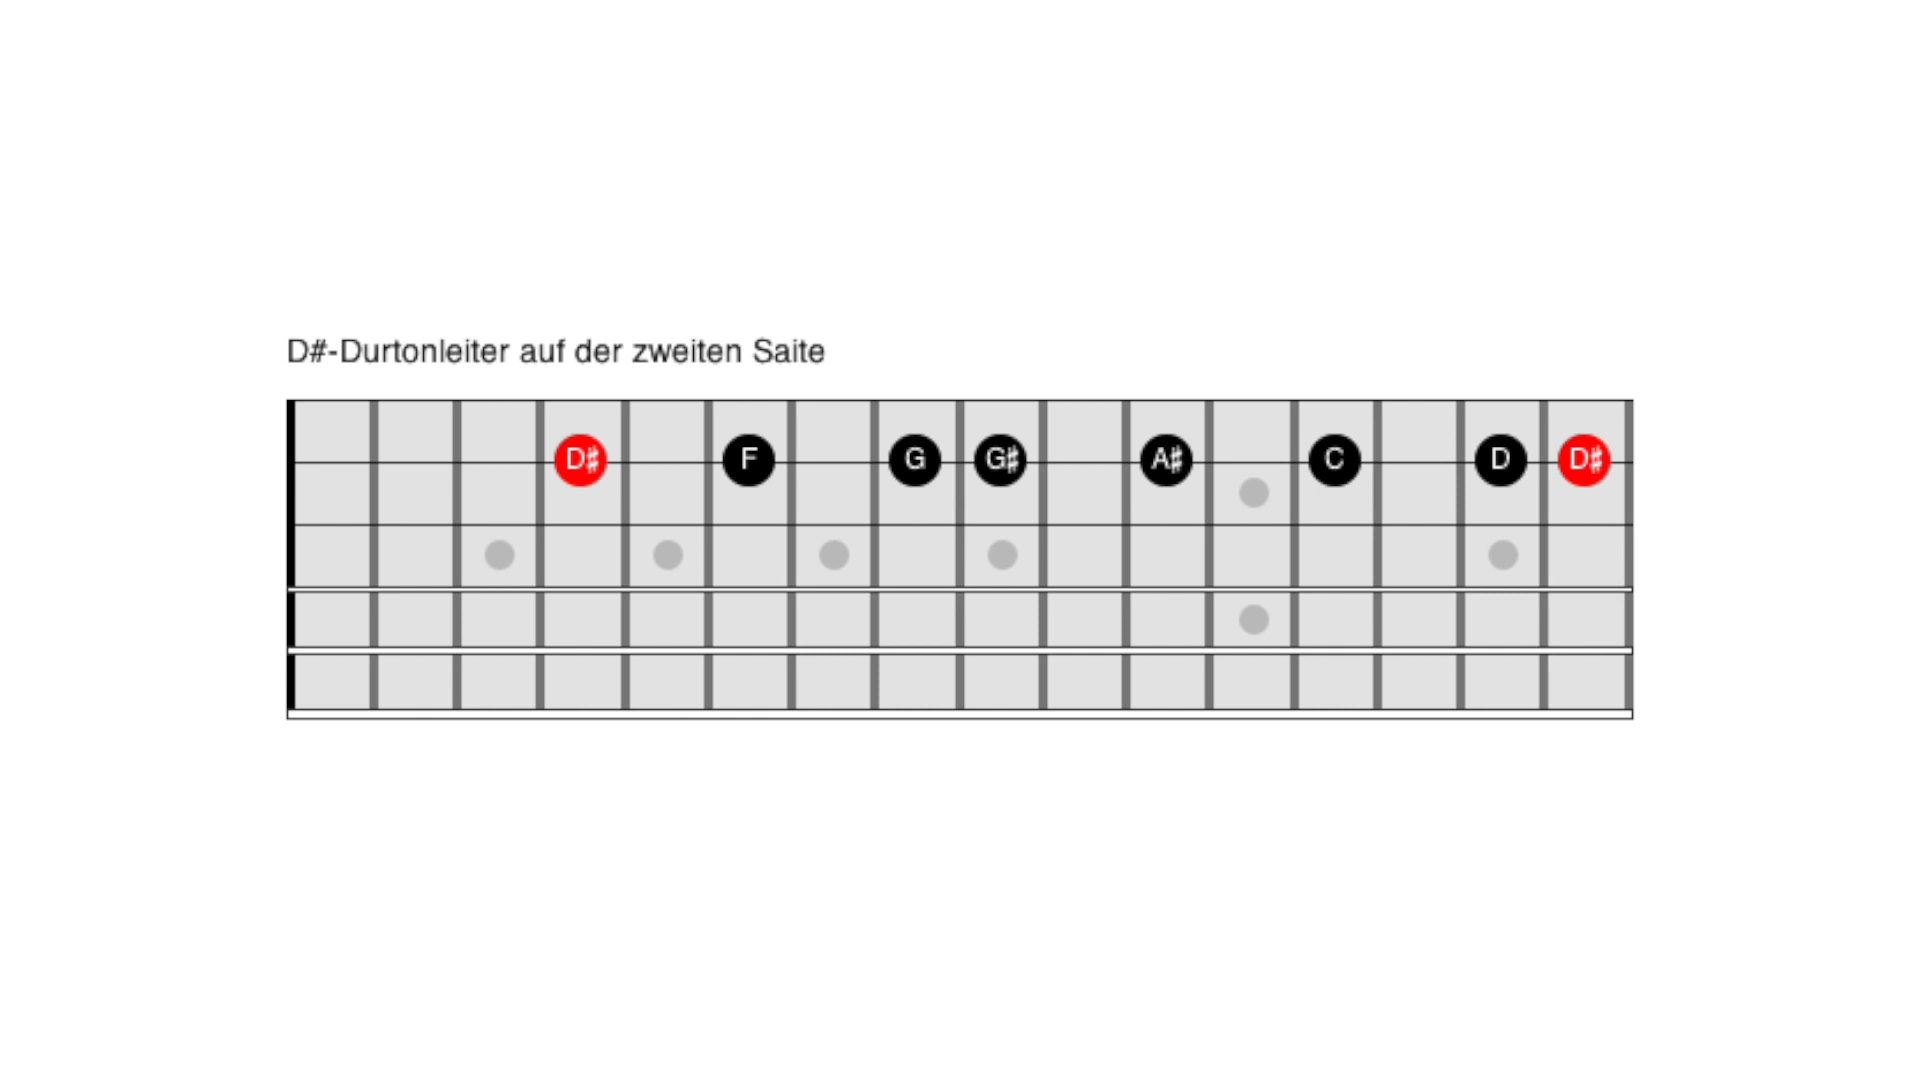 D#-Durtonleiter auf der zweiten Saite
D♯ F G G♯ A♯ C D D♯